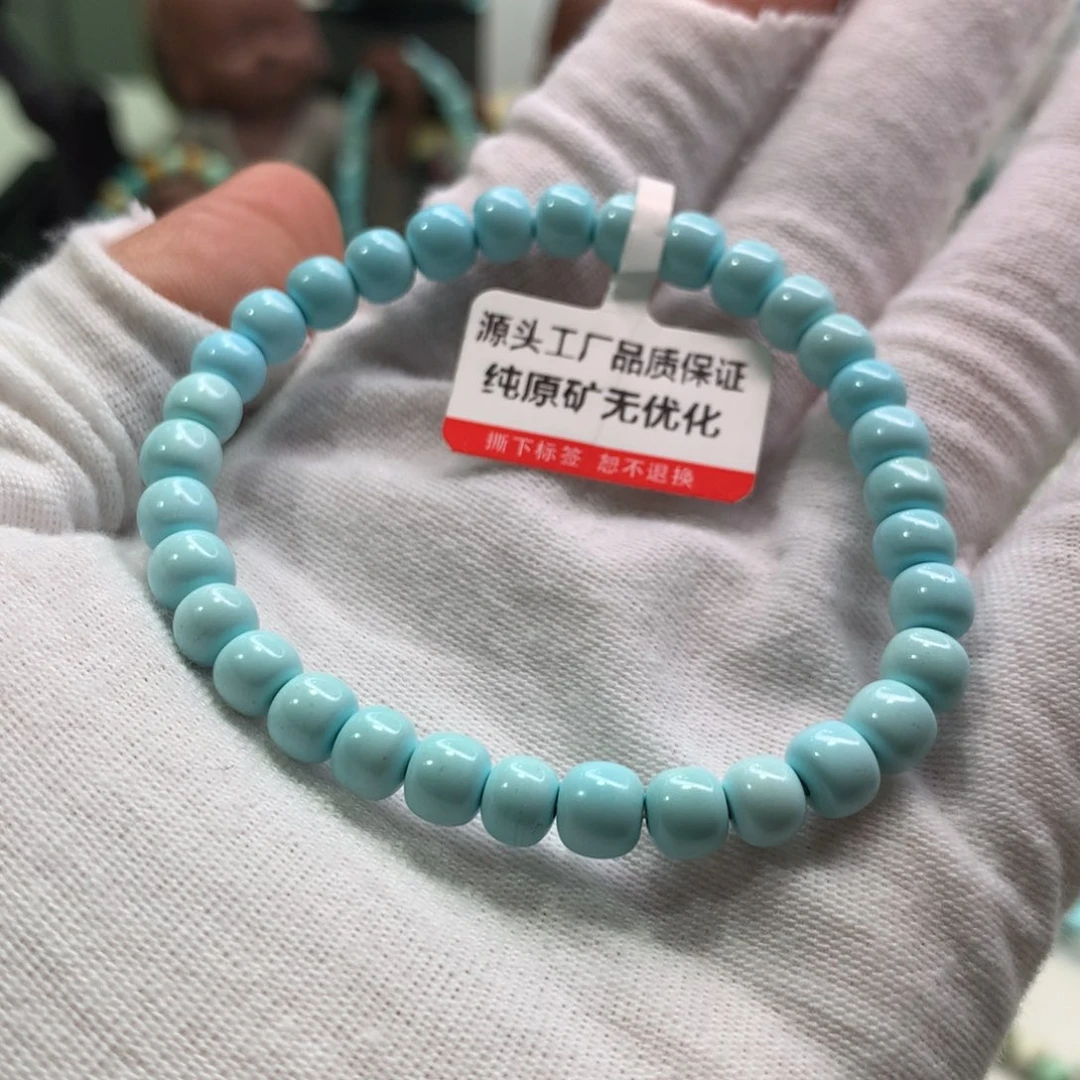 源头工厂品质保证
纯原矿无优化
撕下标签 恕不退换